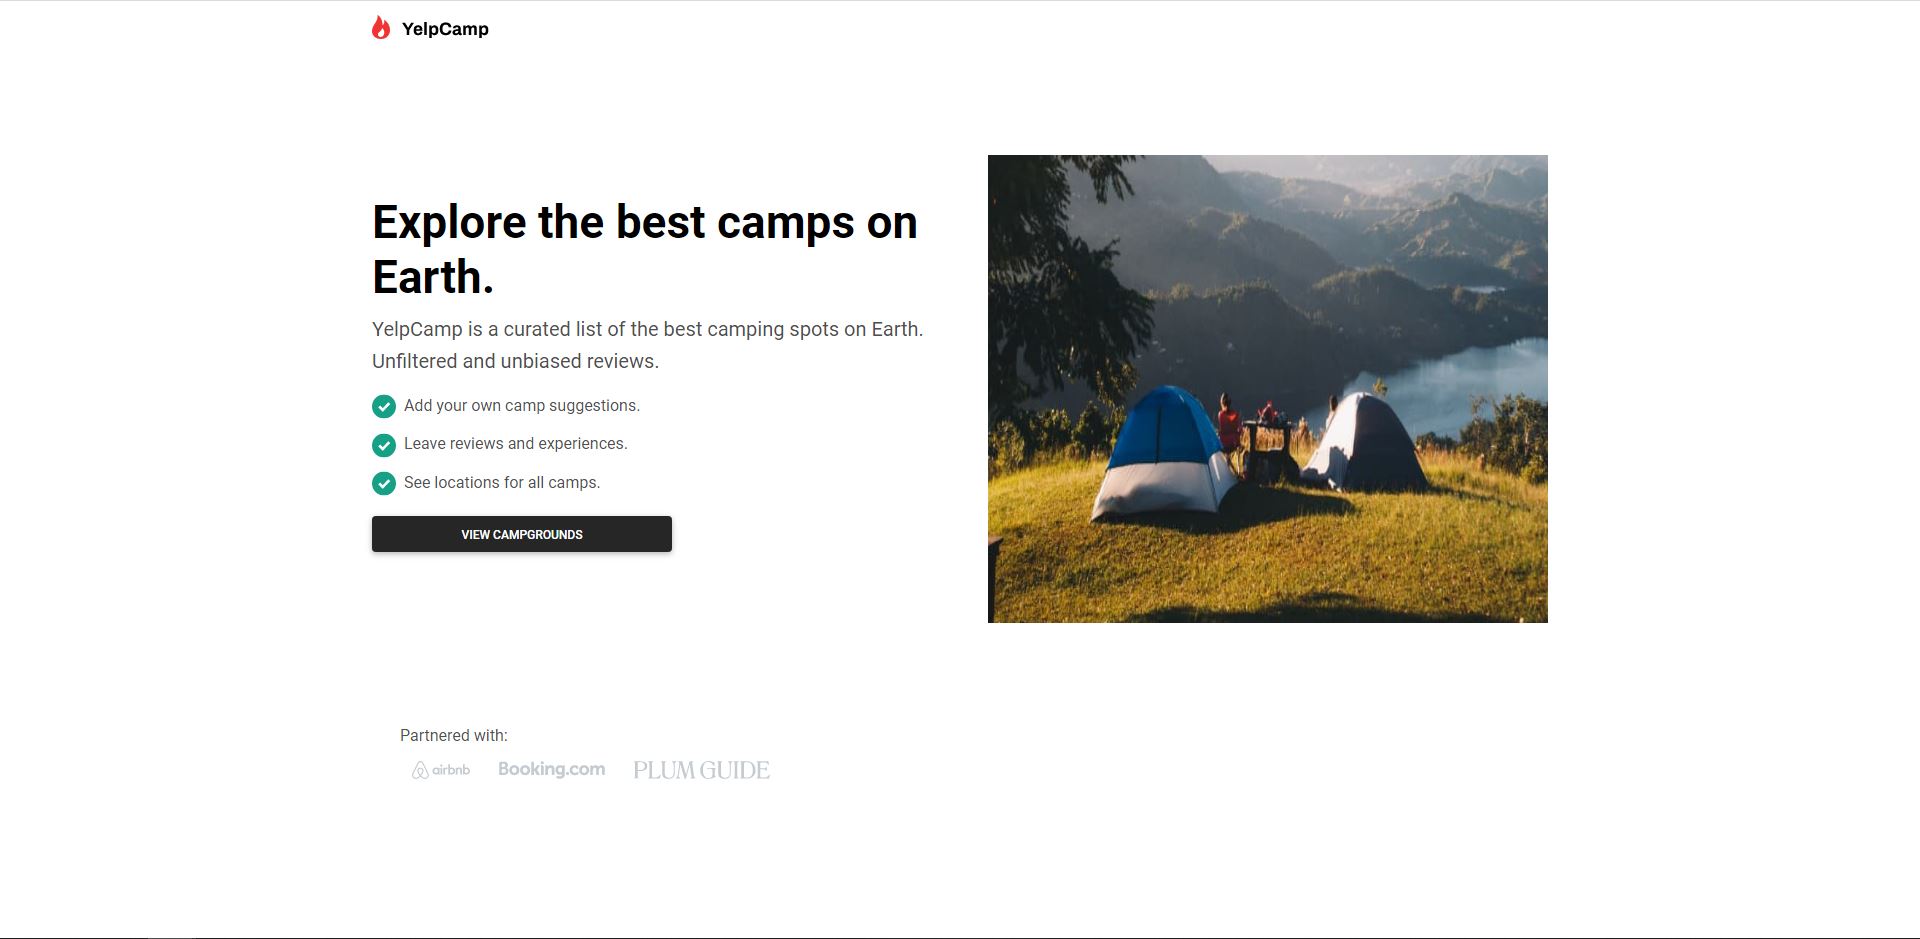 YelpCamp
Explore the best camps on
Earth.
YelpCamp is a curated list of the best camping spots on Earth.
Unfiltered and unbiased reviews.
Add your own camp suggestions.
Leave reviews and experiences.
See locations for all camps.
VIEW CAMPGROUNDS
Partnered with:
airbnb Booking.com PLUM GUIDE